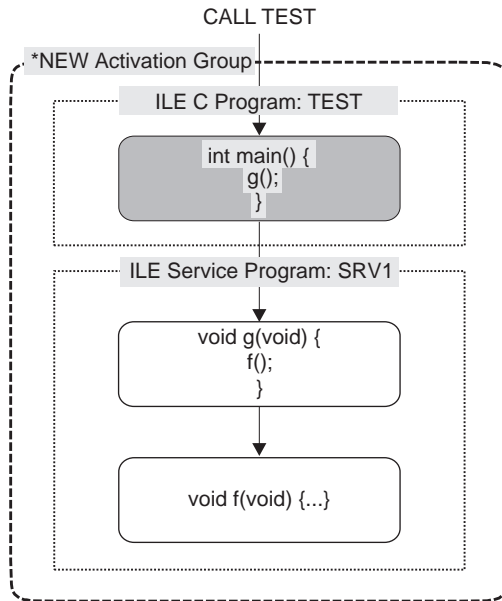 CALL TEST
*NEW Activation Group
ILE C Program: TEST
int main() {
g();
}
ILE Service Program: SRV1
void g(void) {
f();
}
void f(void) {...}